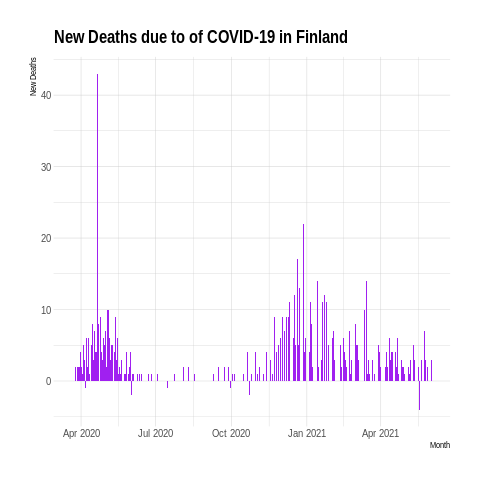 New Deaths due to of COVID-19 in Finland
New Deaths
40
30
20
10
0
Apr 2020 Jul 2020 Oct 2020 Jan 2021 Apr 2021
Month